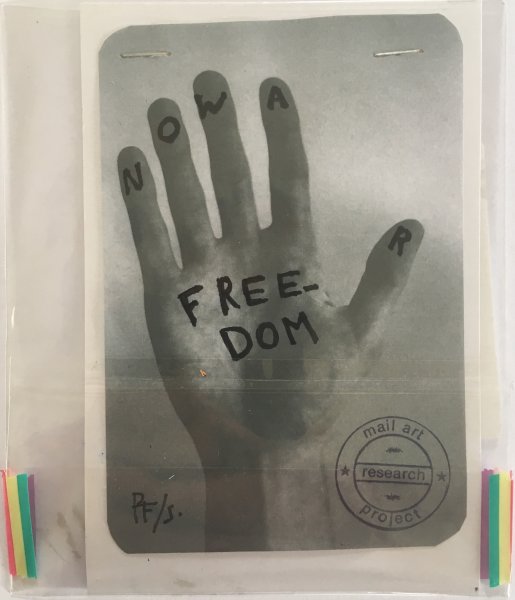 N O W A R
FREE-
DOM
mail art
research
project
PF/s.